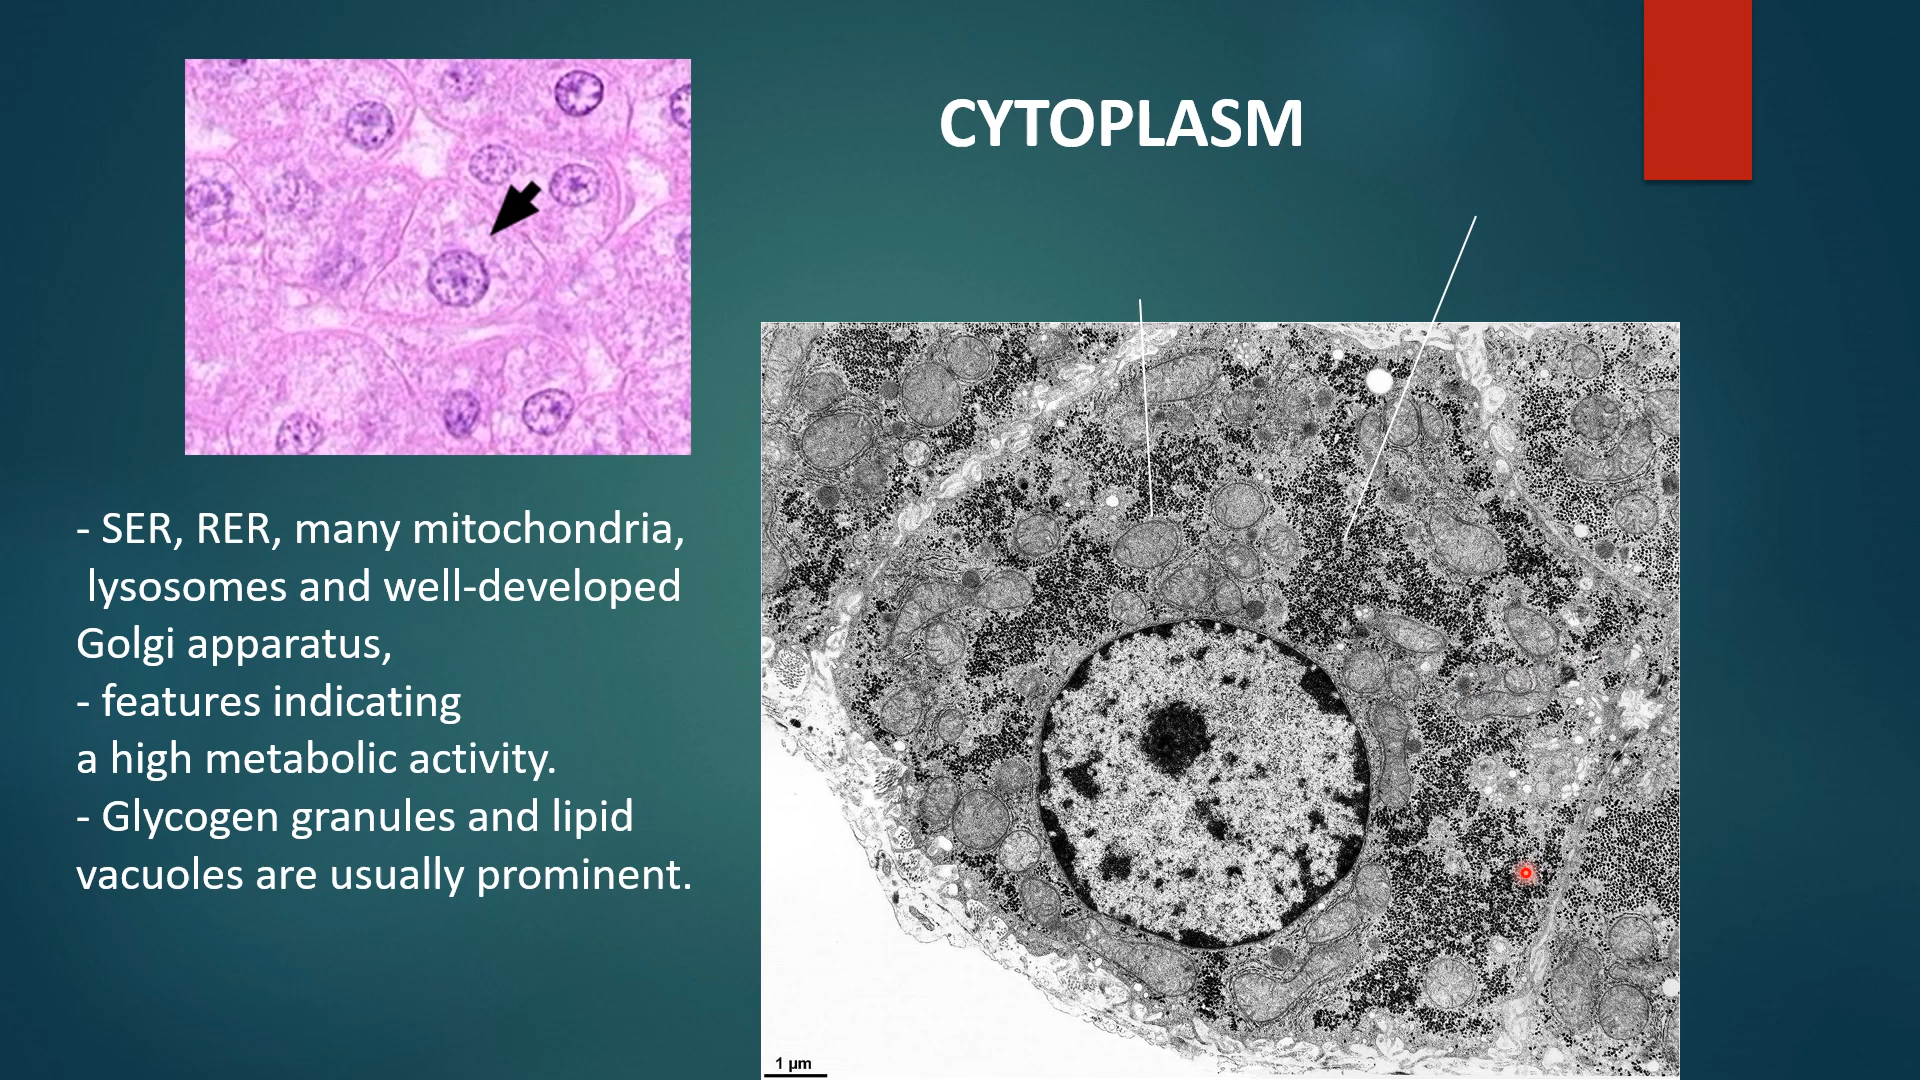 CYTOPLASM
- SER, RER, many mitochondria,
lysosomes and well-developed
Golgi apparatus,
- features indicating
a high metabolic activity.
- Glycogen granules and lipid
vacuoles are usually prominent.
1 µm